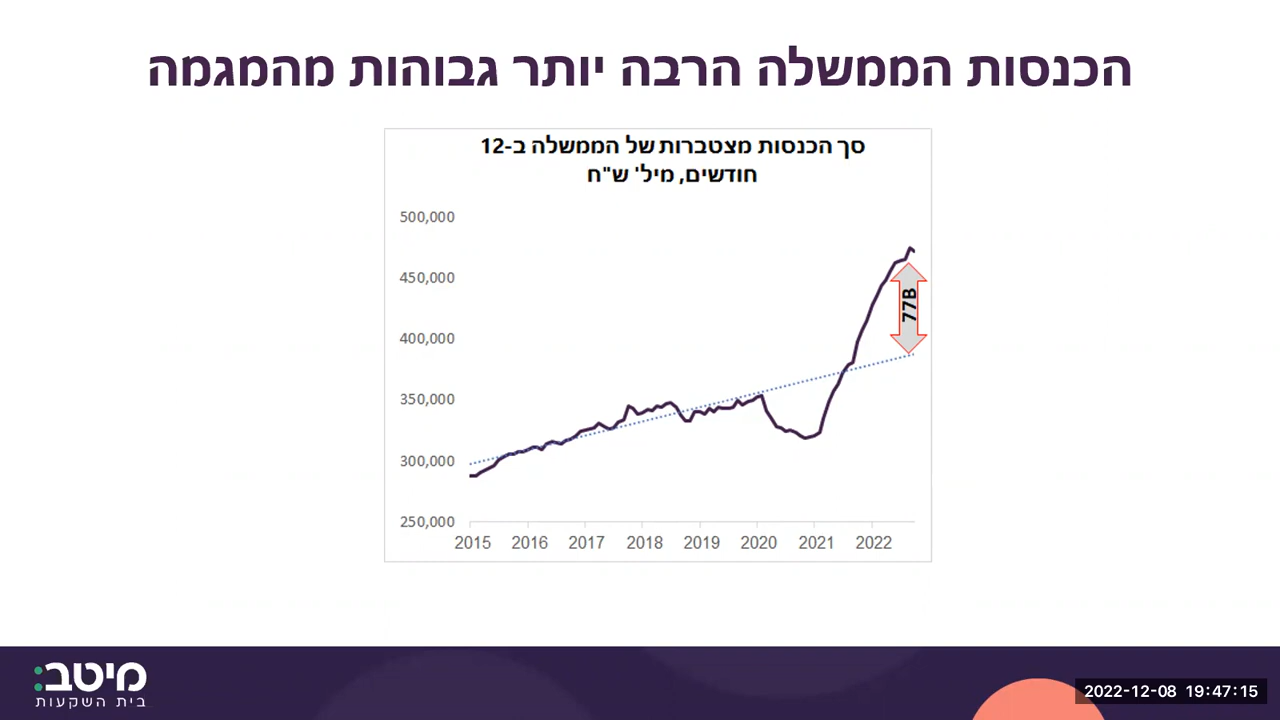 הכנסות הממשלה הרבה יותר גבוהות מהמגמה
סך הכנסות מצטברות של הממשלה ב-12
חודשים, מיל' ש"ח
500,000
450,000
400,000
350,000
300,000
250,000
77B
2015 2016 2017 2018 2019 2020 2021 2022
מיטב:
בית השקעות
2022-12-08 19:47:15